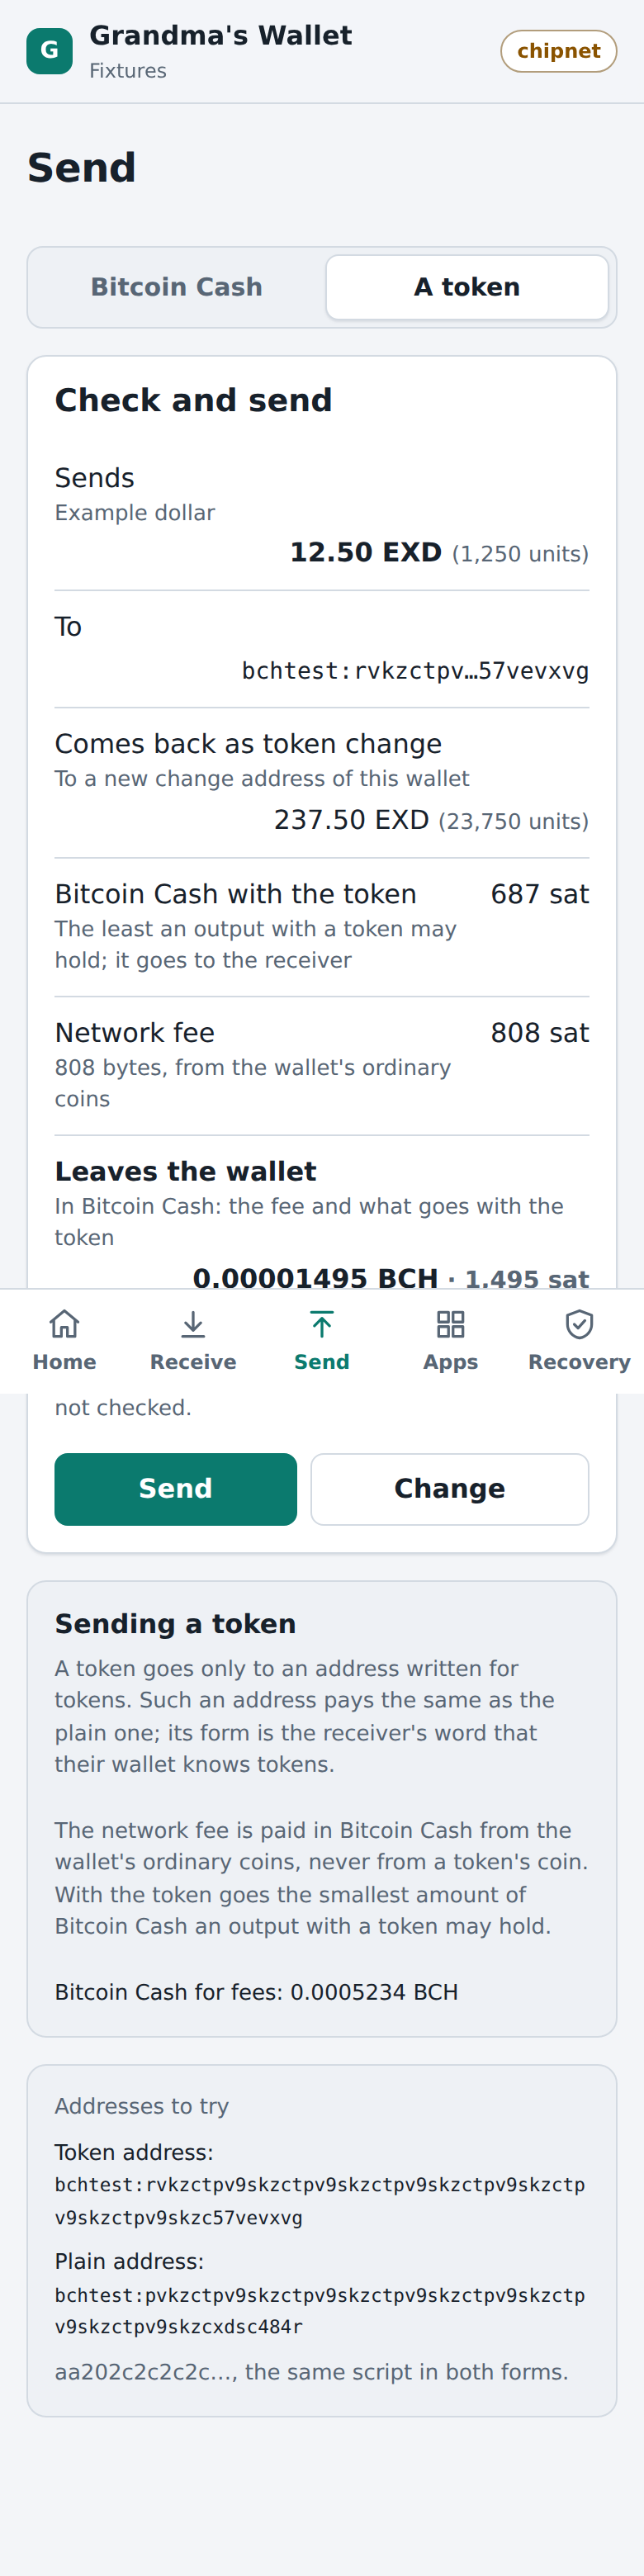 G
Grandma's Wallet
Fixtures
chipnet
Send
Bitcoin Cash
A token
Check and send
Sends
Example dollar
12.50 EXD (1,250 units)
To
bchtest:rvkzctpv…57vevxvg
Comes back as token change
To a new change address of this wallet
237.50 EXD (23,750 units)
Bitcoin Cash with the token
687 sat
The least an output with a token may
hold; it goes to the receiver
Network fee
808 sat
808 bytes, from the wallet's ordinary
coins
Leaves the wallet
In Bitcoin Cash: the fee and what goes with the
token
0.00001495 BCH · 1,495 sat
Home
Receive
Send
Apps
Recovery
not checked.
Send
Change
Sending a token
A token goes only to an address written for
tokens. Such an address pays the same as the
plain one; its form is the receiver's word that
their wallet knows tokens.
The network fee is paid in Bitcoin Cash from the
wallet's ordinary coins, never from a token's coin.
With the token goes the smallest amount of
Bitcoin Cash an output with a token may hold.
Bitcoin Cash for fees: 0.0005234 BCH
Addresses to try
Token address:
bchtest:rvkzctpv9skzctpv9skzctpv9skzctpv9skzctp
v9skzctpv9skzc57vevxvg
Plain address:
bchtest:pvkzctpv9skzctpv9skzctpv9skzctpv9skzctp
v9skzctpv9skzcxdsc484r
aa202c2c2c2c…, the same script in both forms.